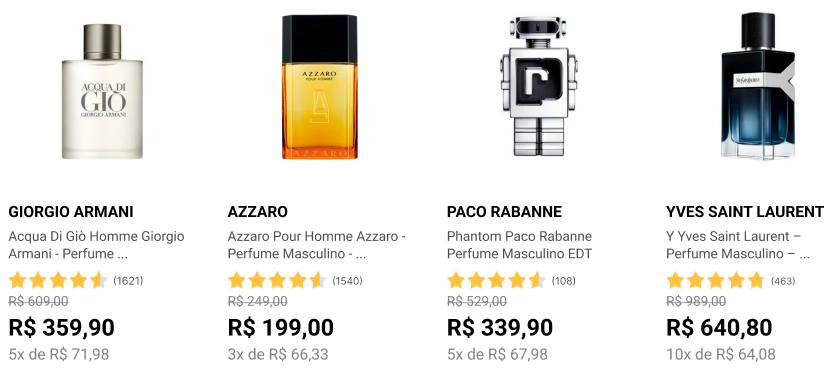 ACQUA DI
GIÒ
GIORGIO ARMANI
AZZARO
POUR HOMME
AZZARO
YVESSAINTLAURENT
GIORGIO ARMANI
Acqua Di Giò Homme Giorgio
Armani - Perfume ...
(1621)
R$ 609,00
R$ 359,90
5x de R$ 71,98
AZZARO
Azzaro Pour Homme Azzaro -
Perfume Masculino - ...
(1540)
R$ 249,00
R$ 199,00
3x de R$ 66,33
PACO RABANNE
Phantom Paco Rabanne
Perfume Masculino EDT
(108)
R$ 529,00
R$ 339,90
5x de R$ 67,98
YVES SAINT LAURENT
Y Yves Saint Laurent –
Perfume Masculino – ...
(463)
R$ 989,00
R$ 640,80
10x de R$ 64,08